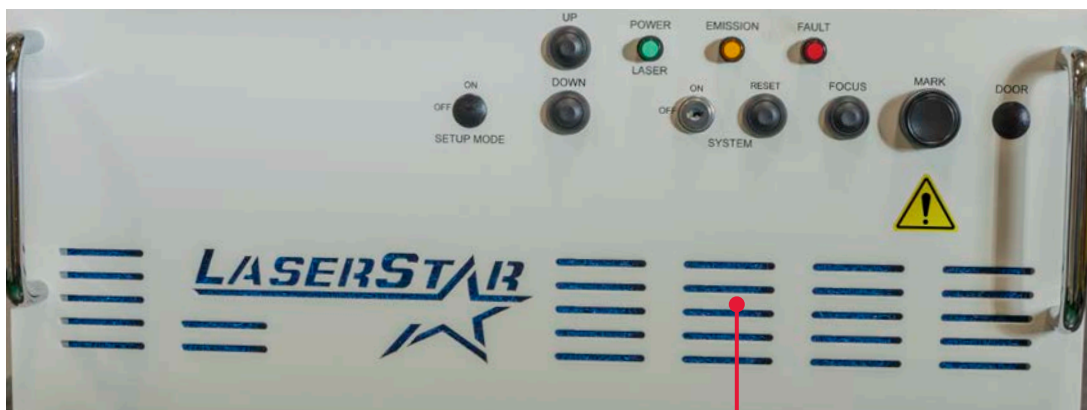 UP
POWER
EMISSION
FAULT
LASER
ON
DOWN
ON
RESET
FOCUS
MARK
DOOR
OFF
OFF
SETUP MODE
SYSTEM
!
LASERSTAR